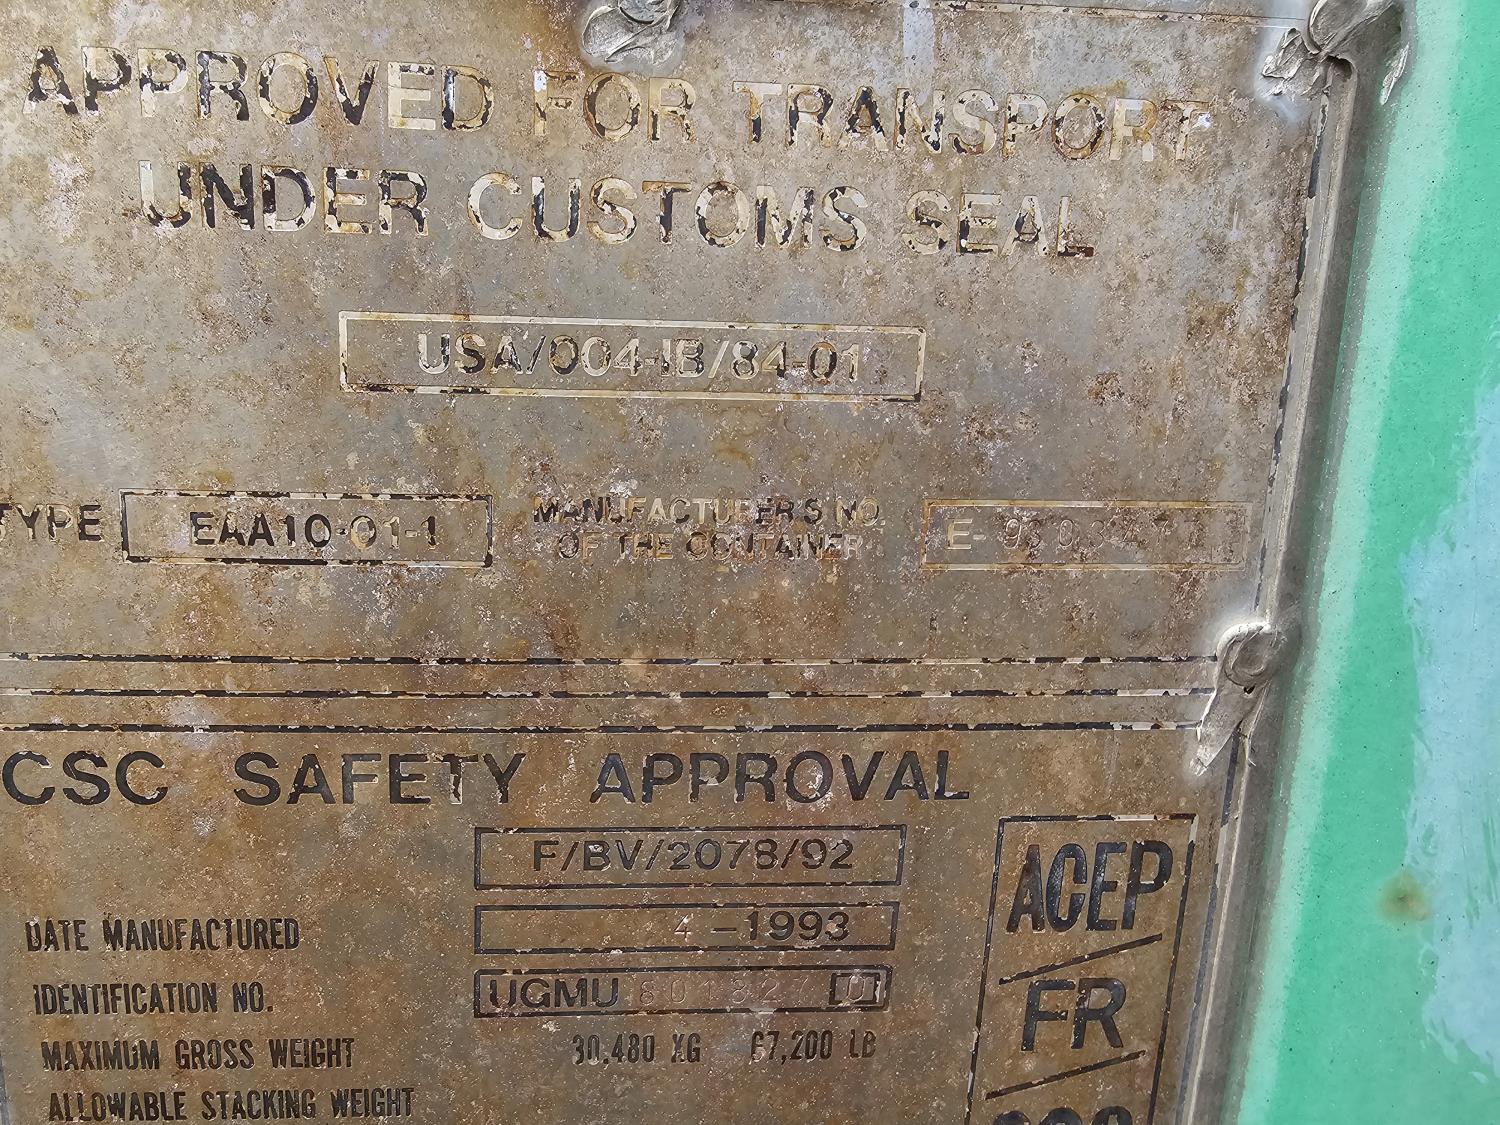 APPROVED FOR TRANSPORT
UNDER CUSTOMS SEAL
USA/004-IB/84-01
TYPE EAA10-01-1 MANUFACTURER'S NO. OF THE CONTAINER E-
CSC SAFETY APPROVAL
F/BV/2078/92
DATE MANUFACTURED 4 -1993
IDENTIFICATION NO. UGMU
MAXIMUM GROSS WEIGHT 30,480 KG 67,200 LB
ALLOWABLE STACKING WEIGHT
ACEP
FR